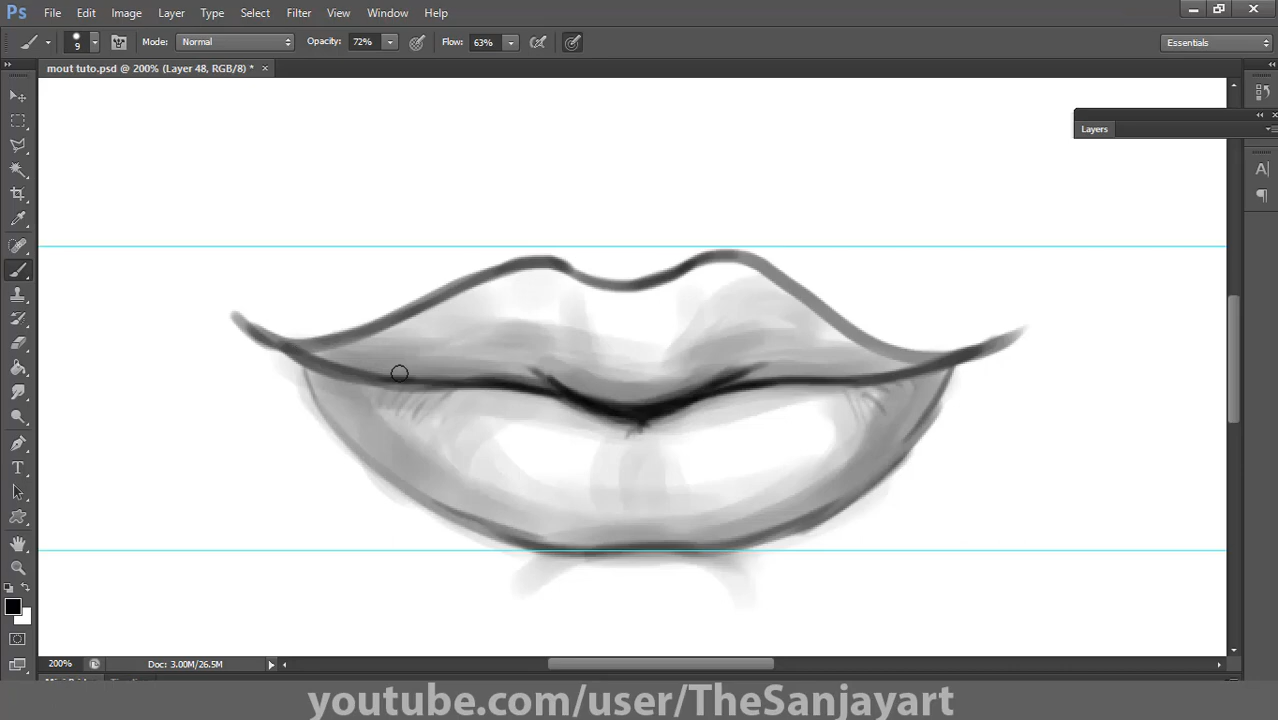 Ps File Edit Image Layer Type Select Filter View Window Help
9 Mode: Normal Opacity: 72% Flow: 63% Essentials
mout tuto.psd @ 200% (Layer 48, RGB/8) * ×
Layers
A
T
200% Doc: 3.00M/26.5M
youtube.com/user/TheSanjayart